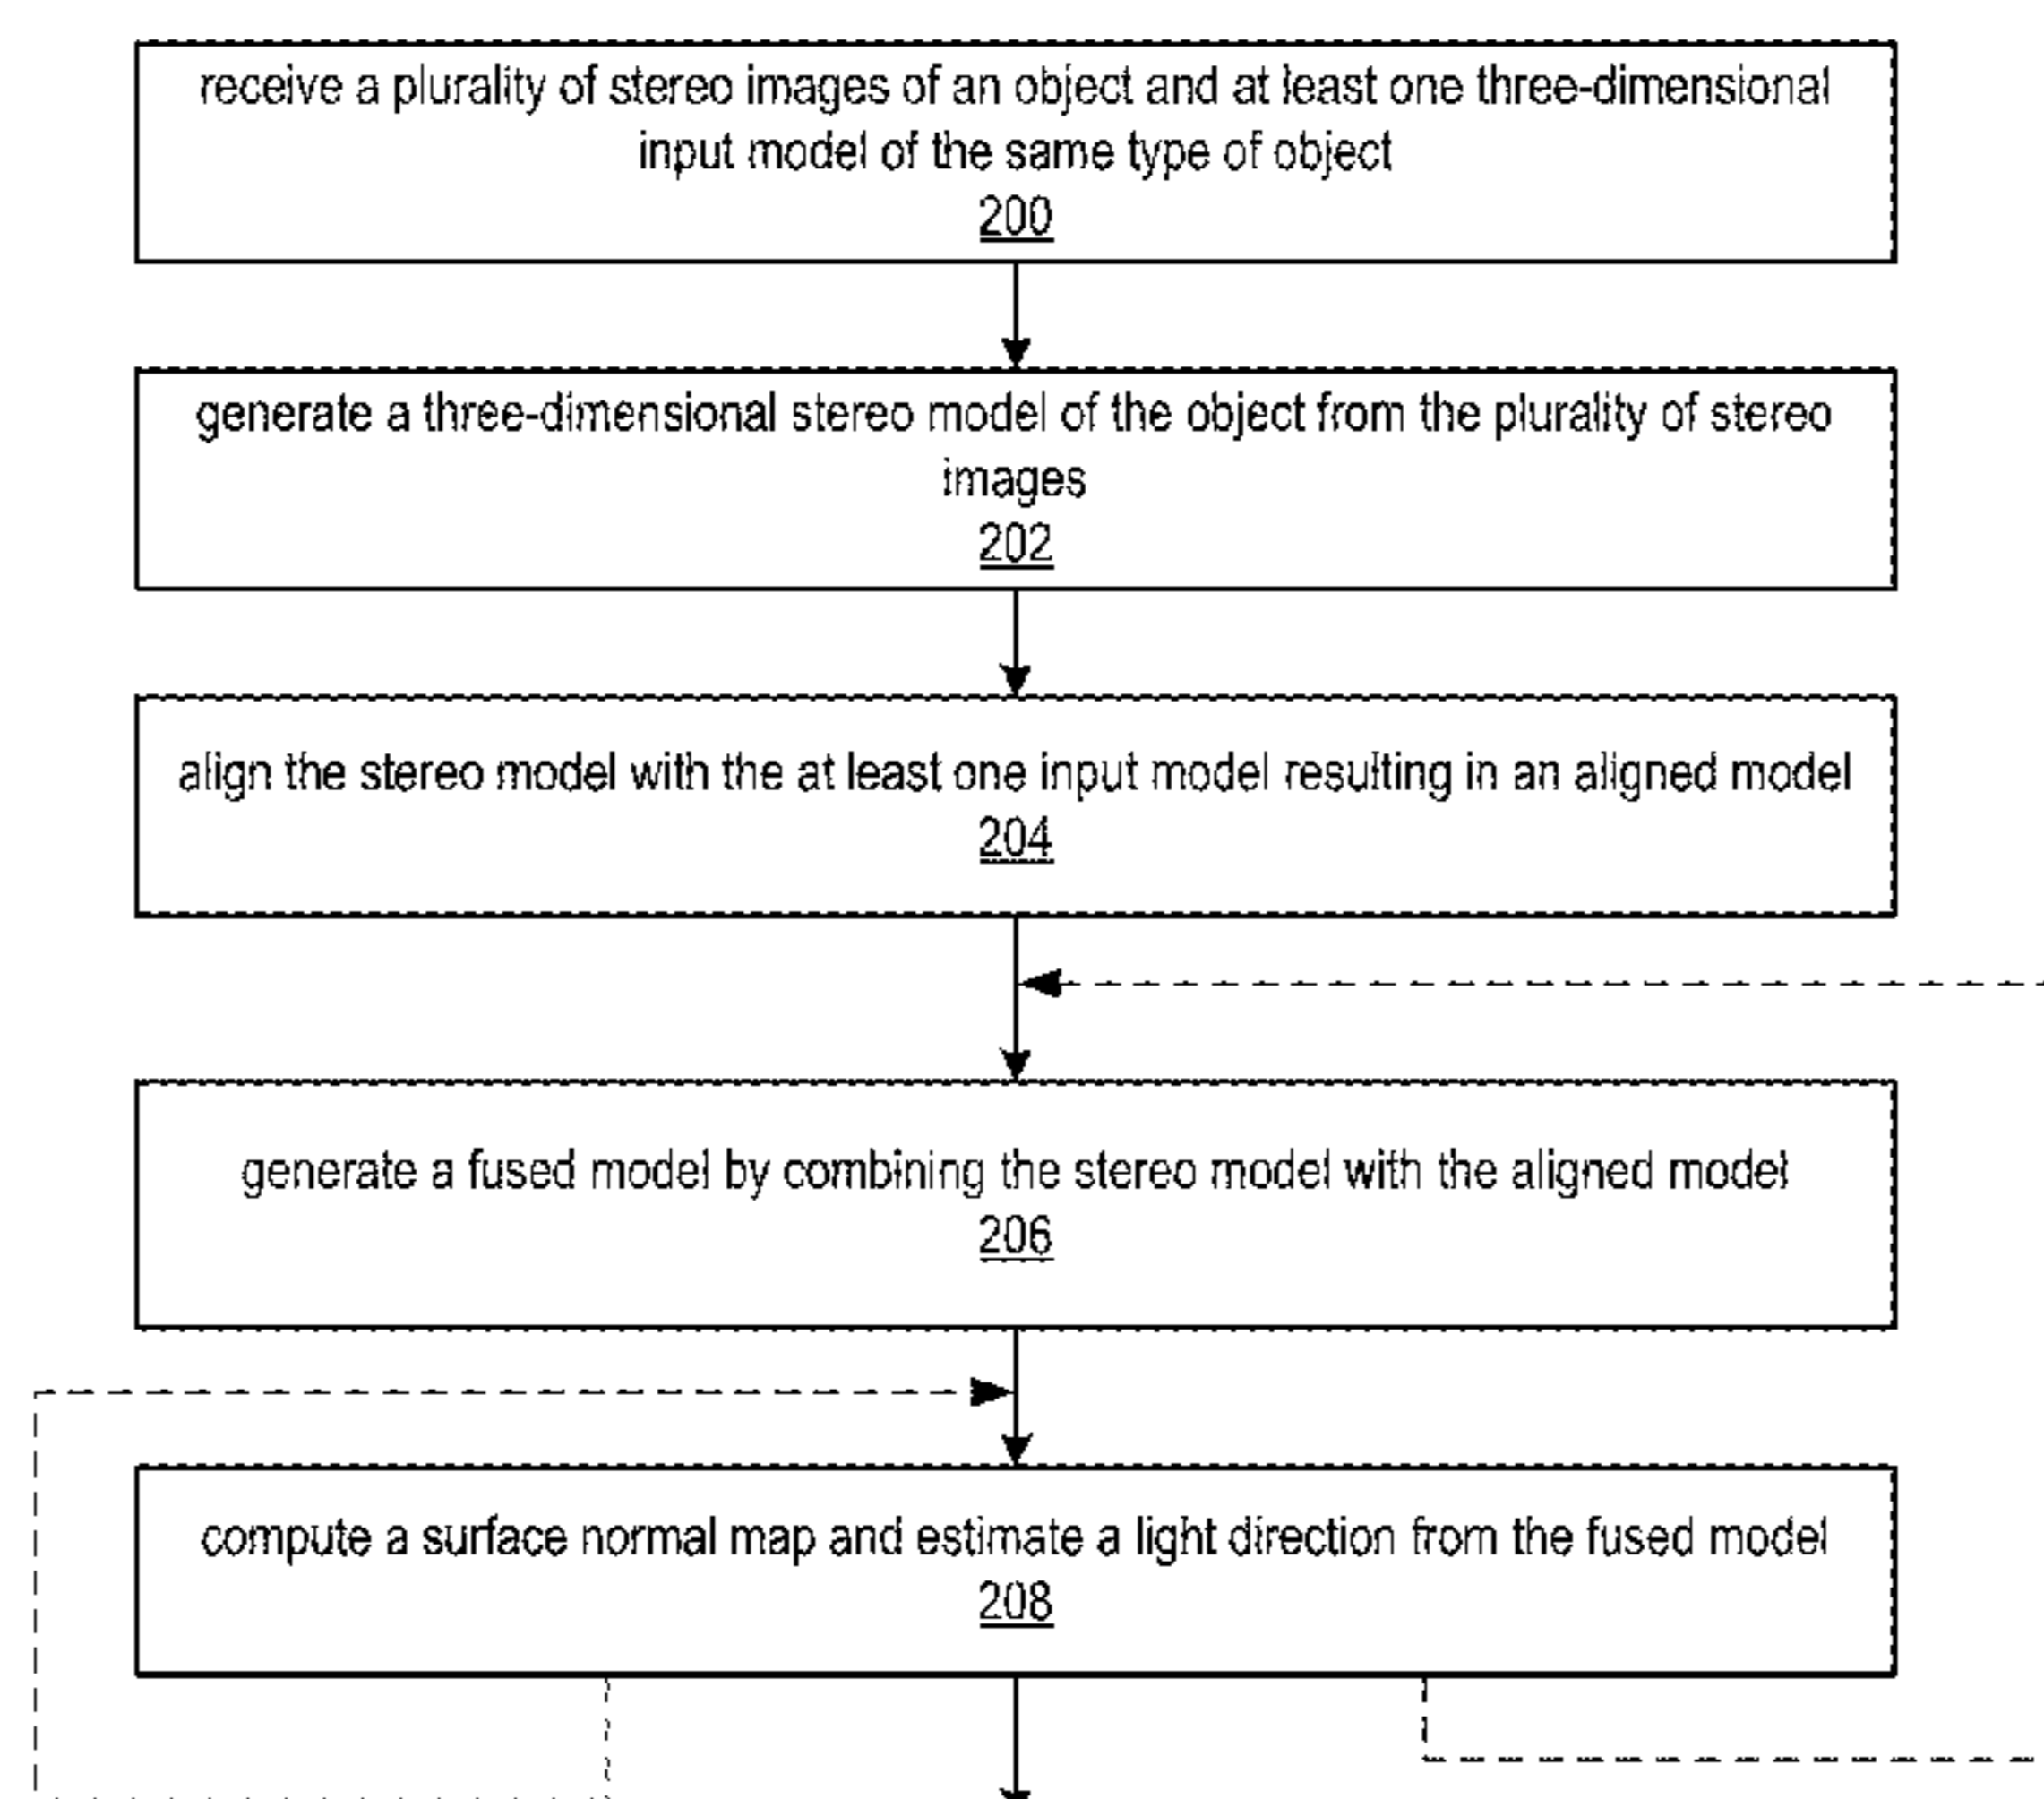 receive a plurality of stereo images of an object and at least one three-dimensional
input model of the same type of object
200
generate a three-dimensional stereo model of the object from the plurality of stereo
images
202
align the stereo model with the at least one input model resulting in an aligned model
204
generate a fused model by combining the stereo model with the aligned model
206
compute a surface normal map and estimate a light direction from the fused model
208